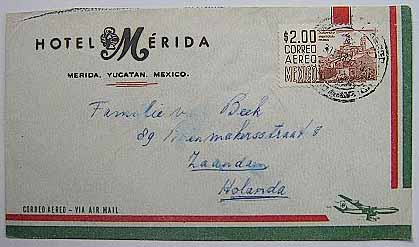 HOTEL MÉRIDA
MERIDA, YUCATAN, MEXICO.
$2.00
CORREO
AEREO
MEXICO
Familie v Beek
89
Zaandam
Holanda
CORREO AEREO - VIA AIR MAIL